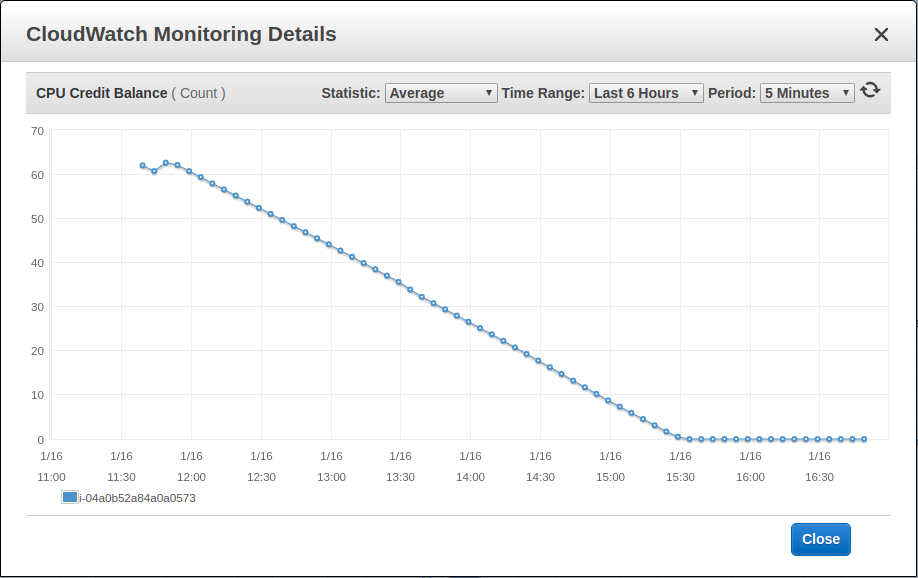 CloudWatch Monitoring Details
CPU Credit Balance ( Count ) Statistic: Average Time Range: Last 6 Hours Period: 5 Minutes
70
60
50
40
30
20
10
0
1/16 1/16 1/16 1/16 1/16 1/16 1/16 1/16 1/16 1/16 1/16 1/16
11:00 11:30 12:00 12:30 13:00 13:30 14:00 14:30 15:00 15:30 16:00 16:30
i-04a0b52a84a0a0573
Close